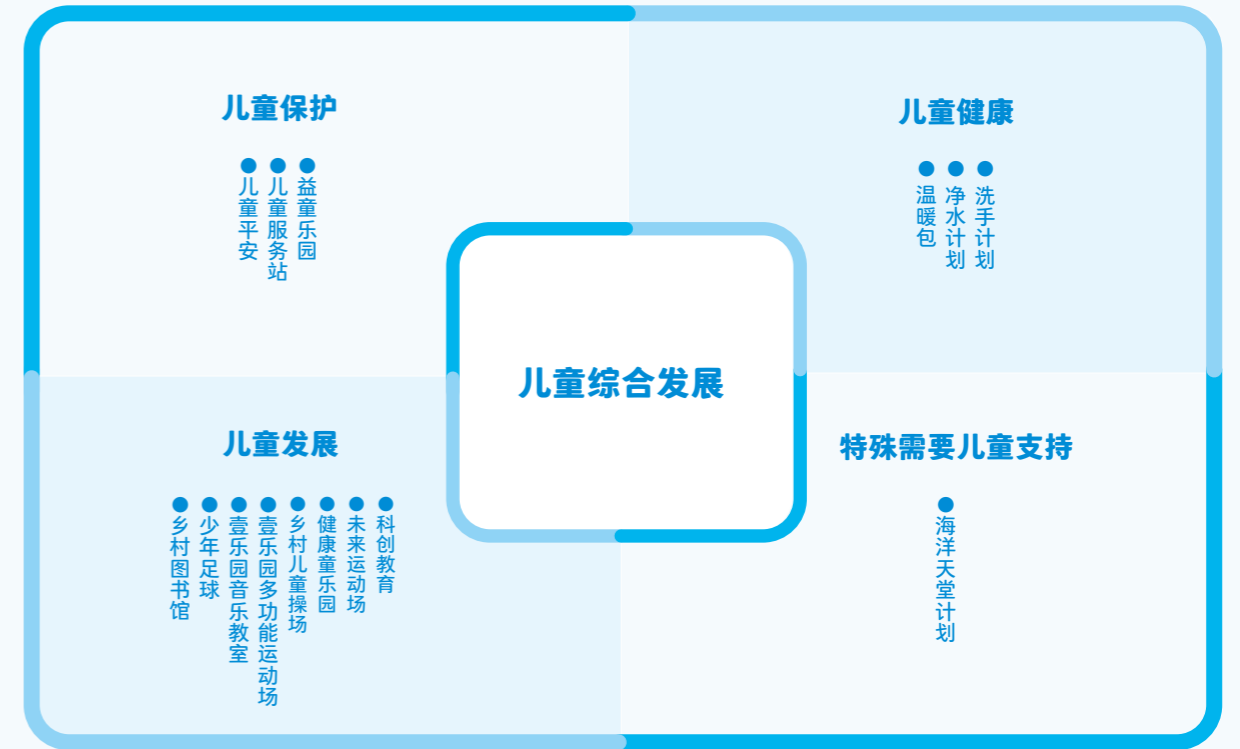 儿童保护
儿童平安
儿童服务站
益童乐园
儿童健康
温暖包
净水计划
洗手计划
儿童综合发展
儿童发展
乡村图书馆
少年足球
壹乐园音乐教室
壹乐园多功能运动场
乡村儿童操场
健康童乐园
未来运动场
科创教育
特殊需要儿童支持
海洋天堂计划